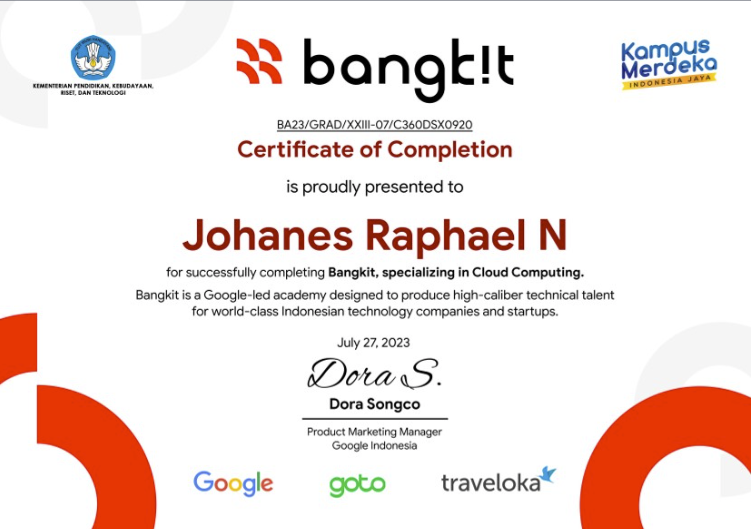 KEMENTERIAN PENDIDIKAN, KEBUDAYAAN,
RISET, DAN TEKNOLOGI
bangk!t
Kampus
Merdeka
INDONESIA JAYA
BA23/GRAD/XXIII-07/C360DSX0920
Certificate of Completion
is proudly presented to
Johanes Raphael N
for successfully completing Bangkit, specializing in Cloud Computing.
Bangkit is a Google-led academy designed to produce high-caliber technical talent
for world-class Indonesian technology companies and startups.
July 27, 2023
Dora S.
Dora Songco
Product Marketing Manager
Google Indonesia
Google
goto
traveloka